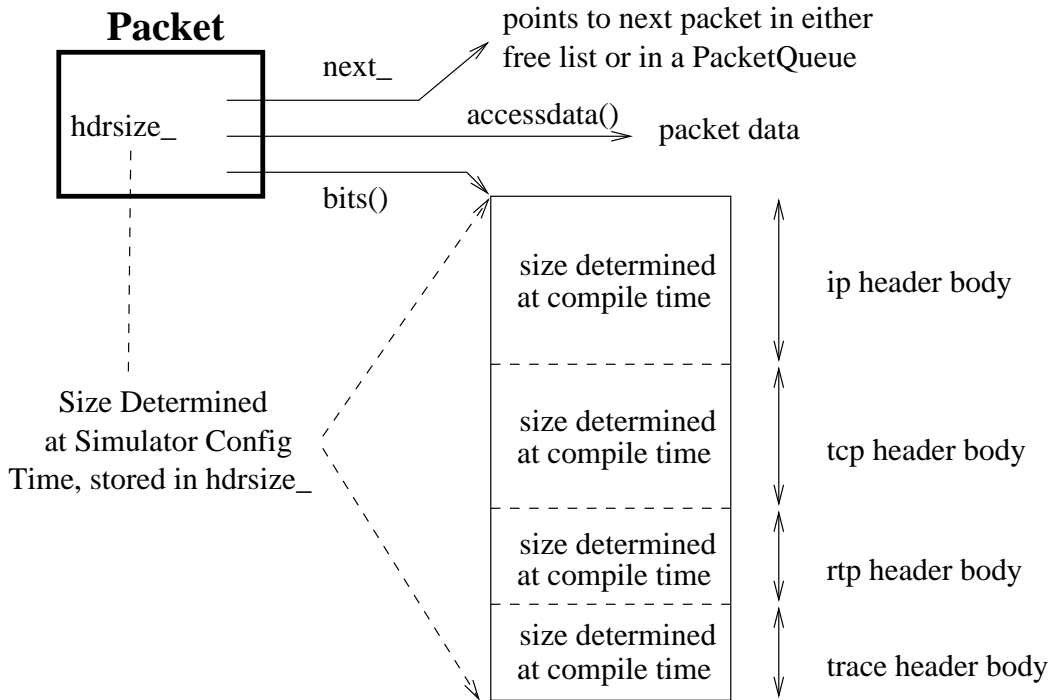 Packet
points to next packet in either
free list or in a PacketQueue
next_
hdrsize_
accessdata()
packet data
bits()
size determined
at compile time
ip header body
Size Determined
at Simulator Config
Time, stored in hdrsize_
size determined
at compile time
tcp header body
size determined
at compile time
rtp header body
size determined
at compile time
trace header body